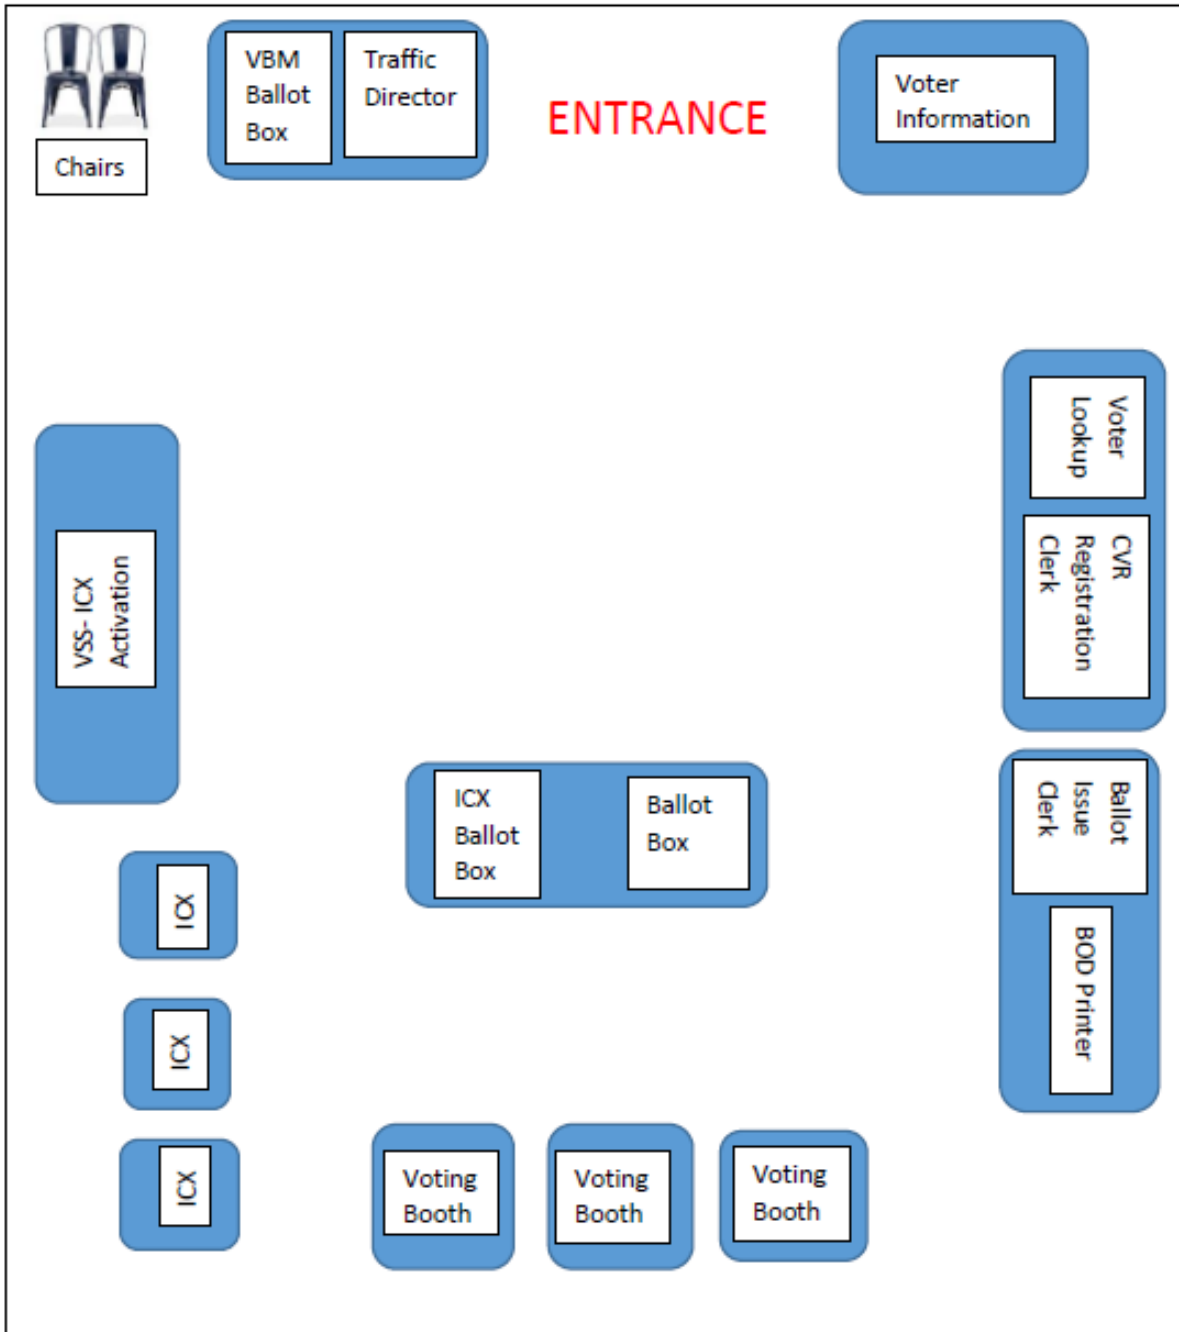 VBM
Ballot
Box
Traffic
Director
ENTRANCE
Voter
Information
Chairs
Voter
Lookup
CVR
Registration
Clerk
VSS- ICX
Activation
ICX
Ballot
Box
Ballot
Box
Ballot
Issue
Clerk
BOD Printer
ICX
ICX
ICX
Voting
Booth
Voting
Booth
Voting
Booth